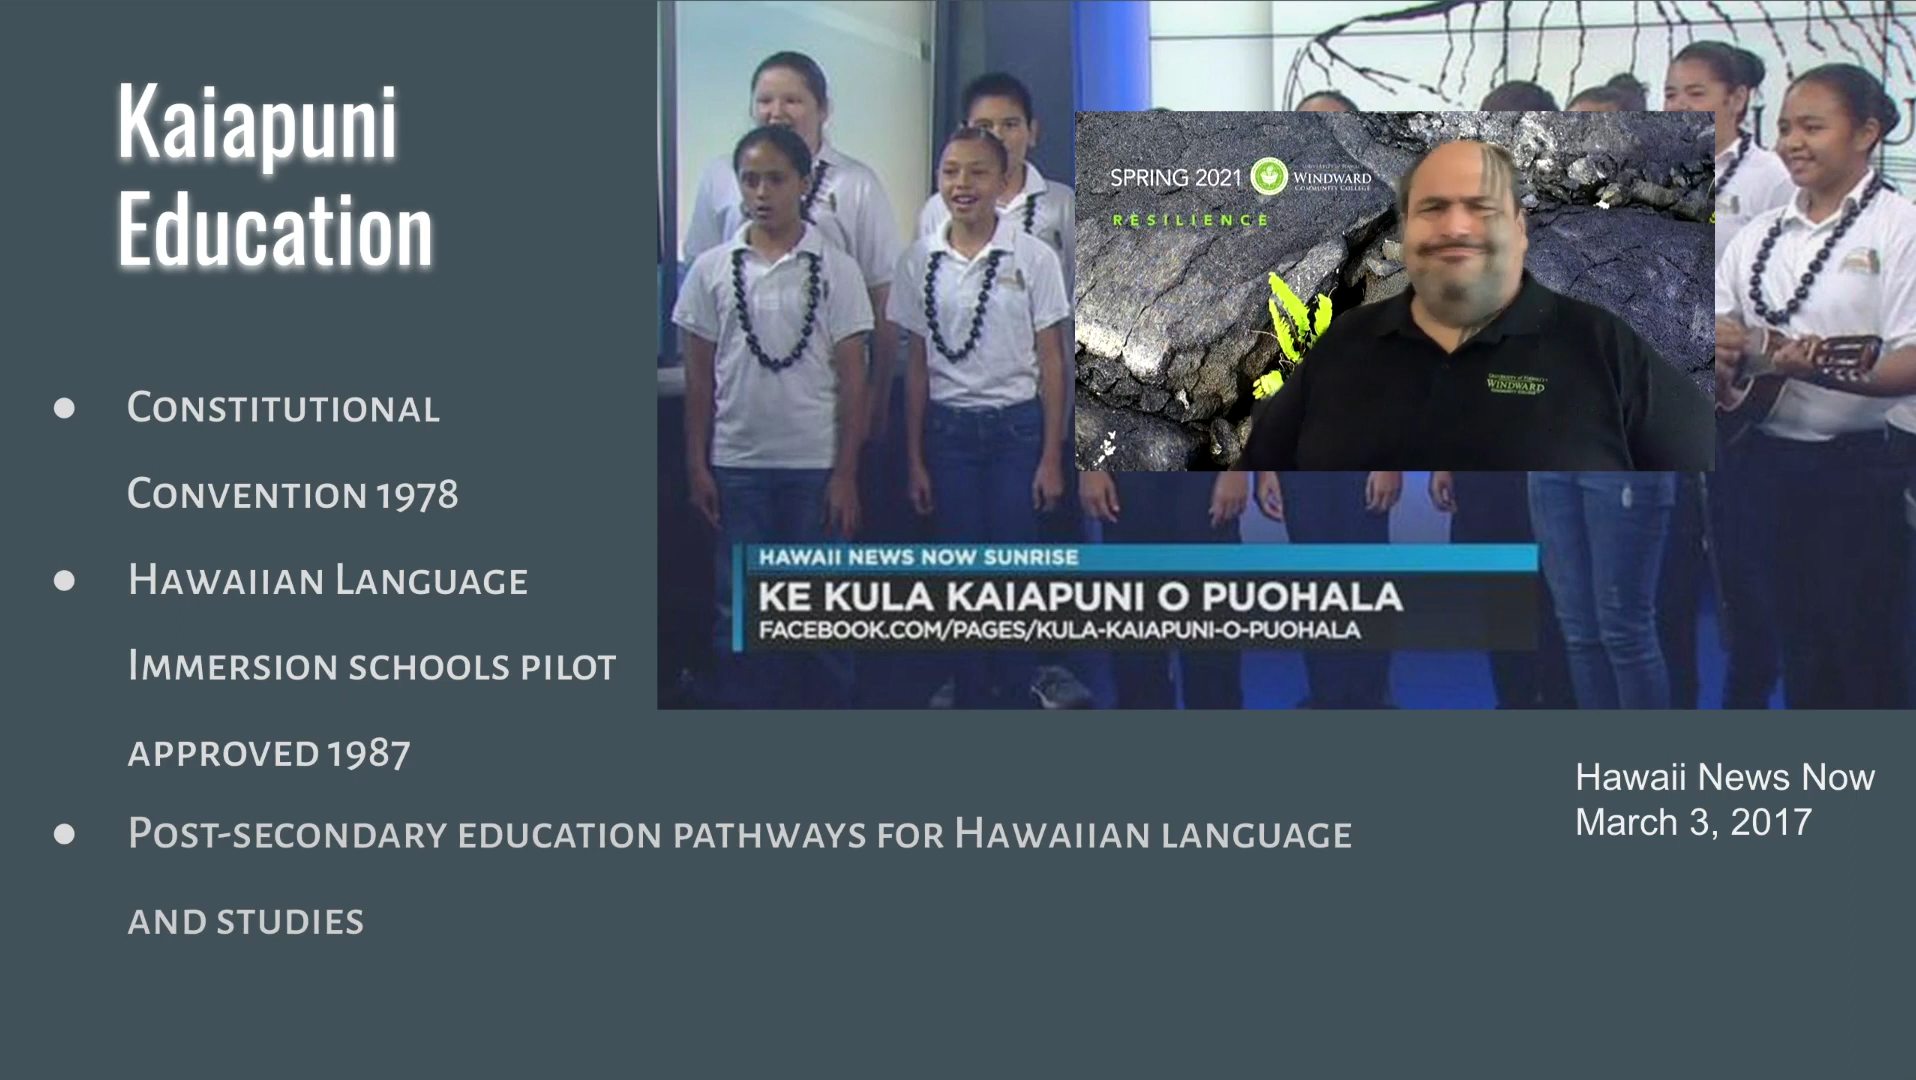 Kaiapuni
Education
● Constitutional
Convention 1978
● Hawaiian Language
Immersion schools pilot
approved 1987
● Post-secondary education pathways for Hawaiian language
and studies
SPRING 2021
WINDWARD
COMMUNITY COLLEGE
RESILIENCE
WINDWARD
HAWAII NEWS NOW SUNRISE
KE KULA KAIAPUNI O PUOHALA
FACEBOOK.COM/PAGES/KULA-KAIAPUNI-O-PUOHALA
Hawaii News Now
March 3, 2017